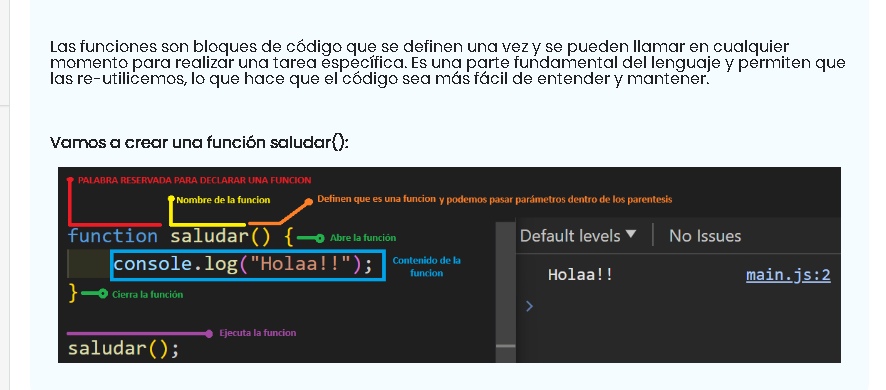 Las funciones son bloques de código que se definen una vez y se pueden llamar en cualquier
momento para realizar una tarea específica. Es una parte fundamental del lenguaje y permiten que
las re-utilicemos, lo que hace que el código sea más fácil de entender y mantener.
Vamos a crear una función saludar():
PALABRA RESERVADA PARA DECLARAR UNA FUNCION
Nombre de la funcion
Definen que es una funcion y podemos pasar parámetros dentro de los parentesis
function saludar() {
Abre la función
console.log("Holaa!!");
Contenido de la
funcion
}
Cierra la función
Ejecuta la funcion
saludar();
Default levels ▼ No Issues
Holaa!! main.js:2
>